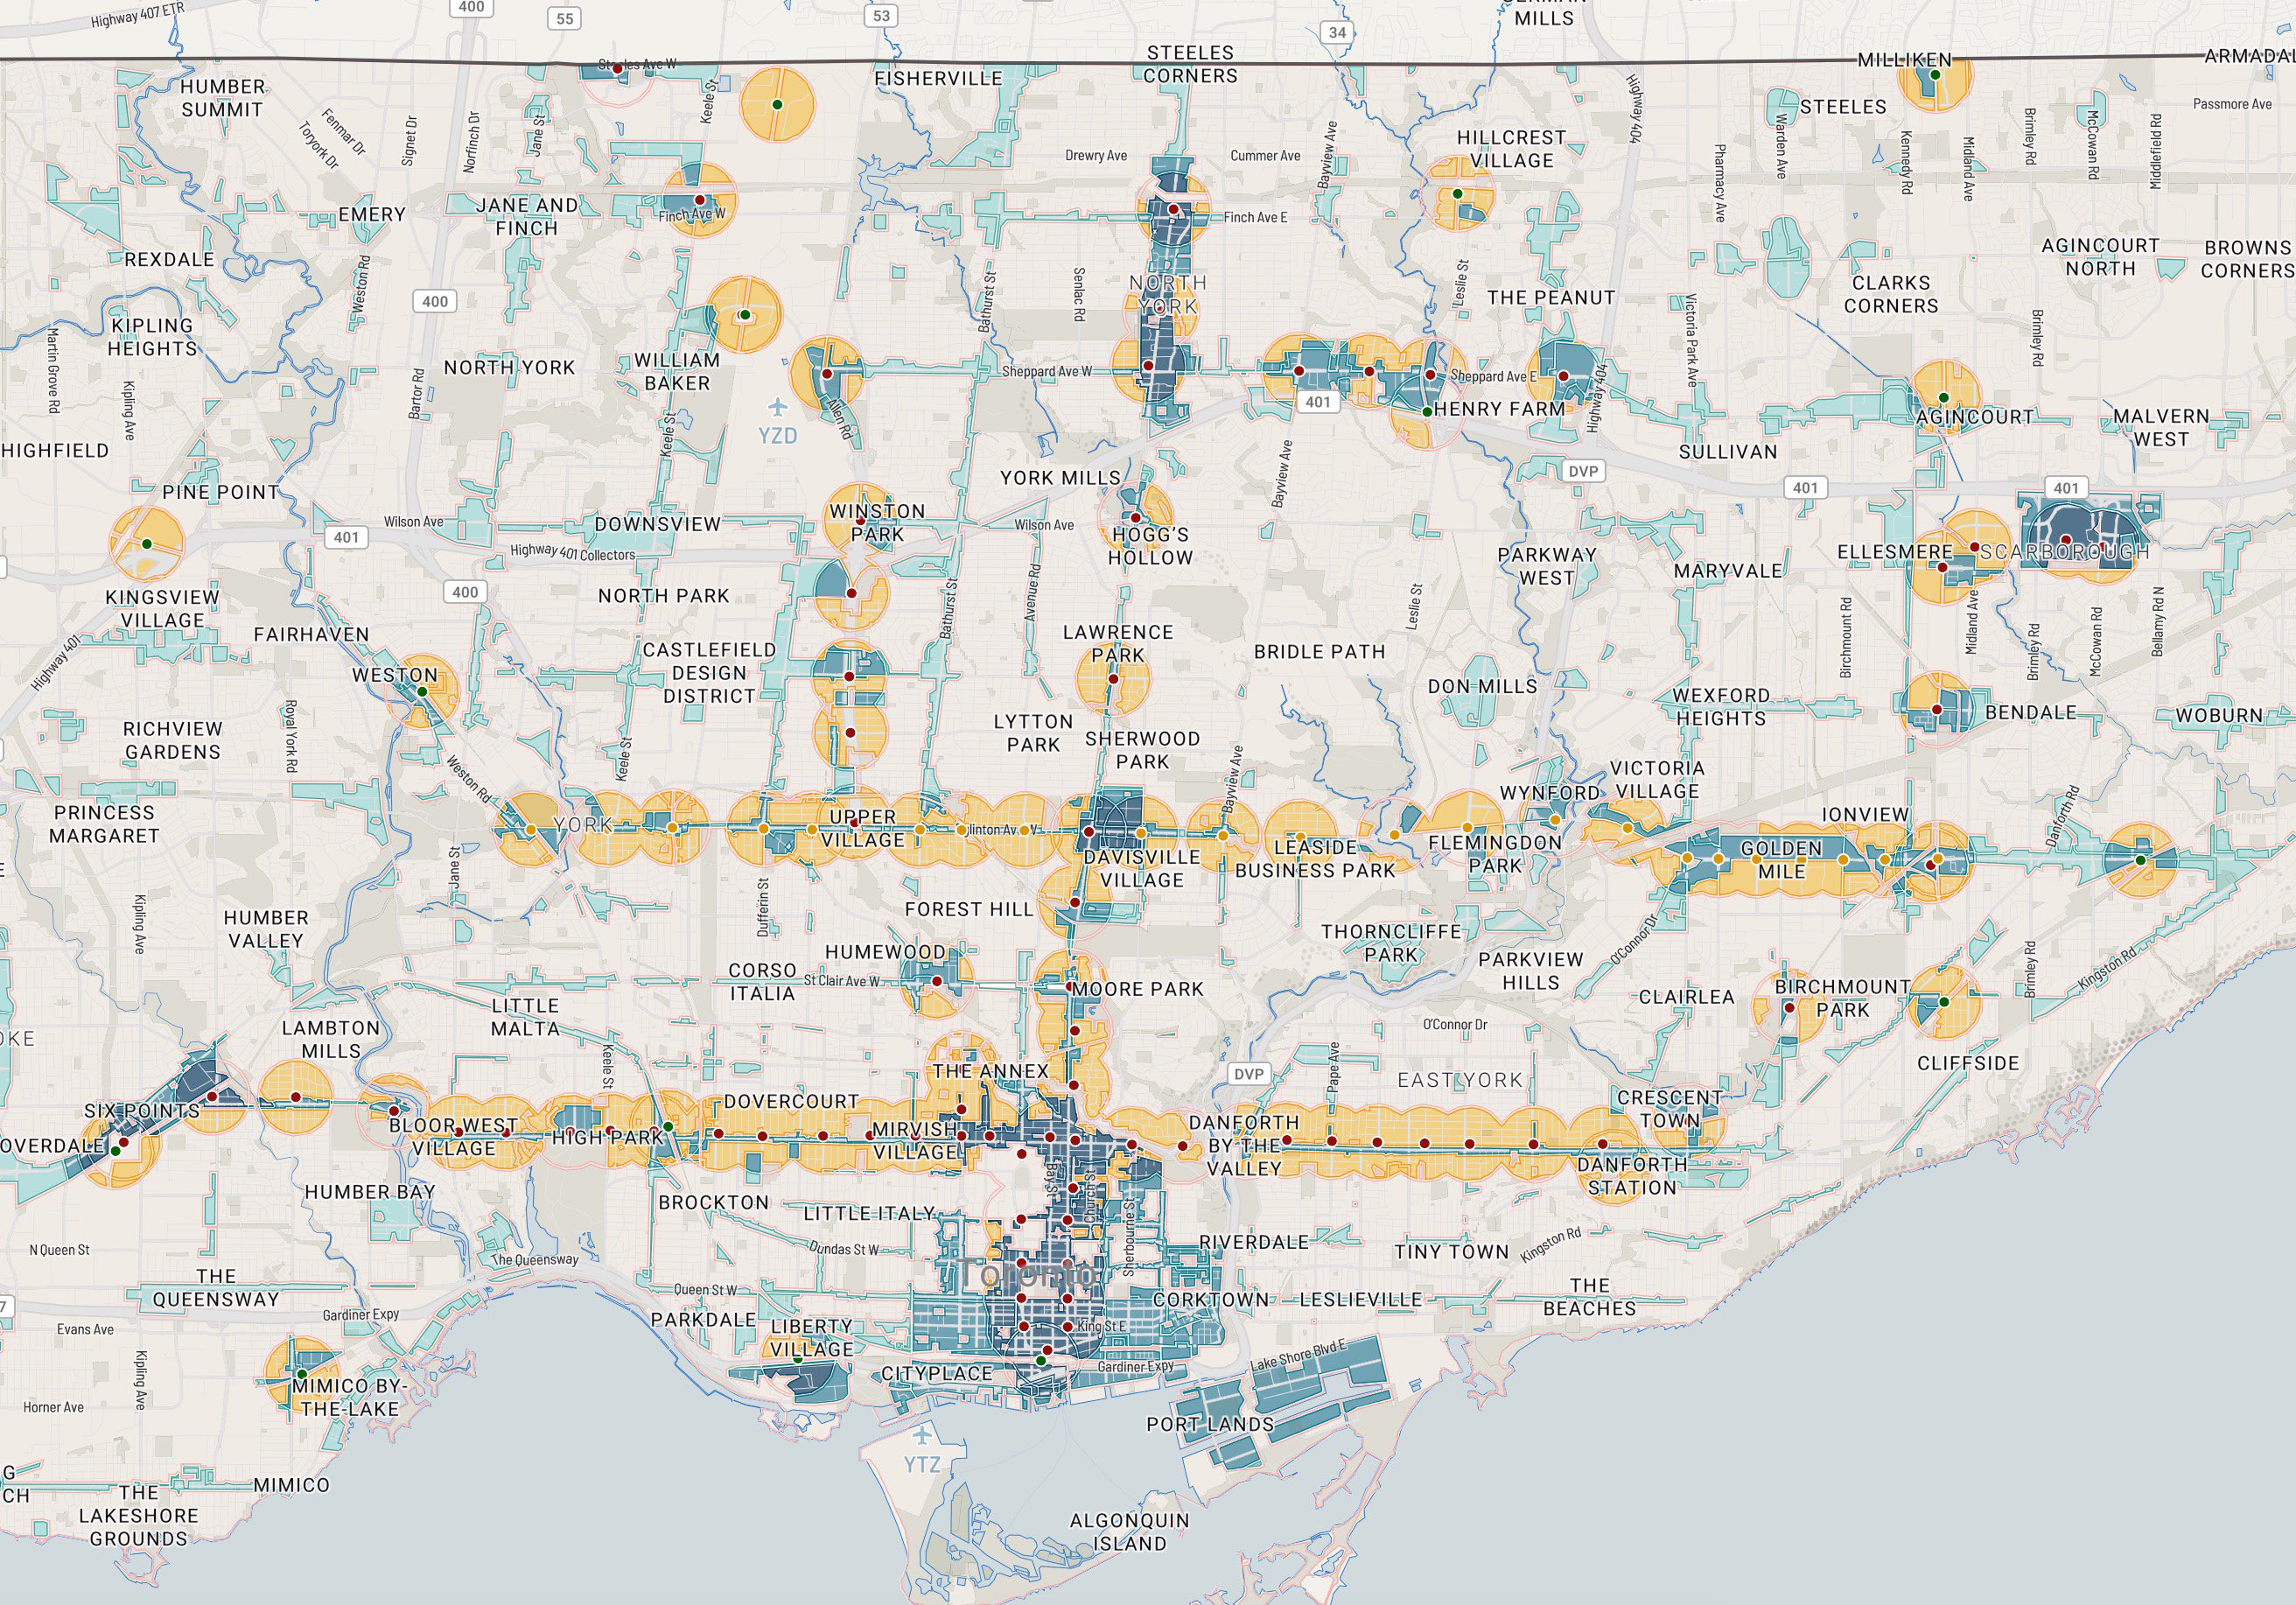 Highway 407 ETR
400
55
53
34
GERMAN
MILLS
STEELES
CORNERS
MILLIKEN
ARMADAL
Steeles Ave W
FISHERVILLE
HUMBER
SUMMIT
Fenmar Dr
Toryork Dr
Signet Dr
Norfinch Dr
Jane St
Keele St
Highway 404
STEELES
Passmore Ave
Warden Ave
Kennedy Rd
Midland Ave
Brimley Rd
McCowan Rd
Middlefield Rd
Pharmacy Ave
HILLCREST
VILLAGE
Drewry Ave
Cummer Ave
Bayview Ave
EMERY
JANE AND
FINCH
Finch Ave W
Finch Ave E
REXDALE
Weston Rd
400
NORTH
YORK
Senlac Rd
Bathurst St
Leslie St
THE PEANUT
Victoria Park Ave
CLARKS
CORNERS
AGINCOURT
NORTH
BROWNS
CORNERS
Brimley Rd
KIPLING
HEIGHTS
Martin Grove Rd
Kipling Ave
Bartor Rd
NORTH YORK
WILLIAM
BAKER
Keele St
YZD
Allen Rd
Sheppard Ave W
Sheppard Ave E
401
HENRY FARM
Highway 404
AGINCOURT
MALVERN
WEST
HIGHFIELD
PINE POINT
YORK MILLS
Bayview Ave
DVP
SULLIVAN
401
401
Wilson Ave
401
DOWNSVIEW
Highway 401 Collectors
WINSTON
PARK
Wilson Ave
HOGG'S
HOLLOW
PARKWAY
WEST
MARYVALE
ELLESMERE
SCARBOROUGH
400
KINGSVIEW
VILLAGE
Highway 401
FAIRHAVEN
NORTH PARK
Bathurst St
Avenue Rd
LAWRENCE
PARK
BRIDLE PATH
Leslie St
Birchmount Rd
Midland Ave
Brimley Rd
McCowan Rd
Bellamy Rd N
WESTON
CASTLEFIELD
DESIGN
DISTRICT
DON MILLS
WEXFORD
HEIGHTS
BENDALE
WOBURN
RICHVIEW
GARDENS
Royal York Rd
Weston Rd
Keele St
LYTTON
PARK
SHERWOOD
PARK
Bayview Ave
WYNFORD
VICTORIA
VILLAGE
IONVIEW
Danforth Rd
PRINCESS
MARGARET
YORK
UPPER
VILLAGE
DAVISVILLE
VILLAGE
LEASIDE
BUSINESS PARK
FLEMINGDON
PARK
GOLDEN
MILE
Jane St
Kipling Ave
HUMBER
VALLEY
Dufferin St
FOREST HILL
THORNCLIFFE
PARK
O'Connor Dr
PARKVIEW
HILLS
HUMEWOOD
CORSO
ITALIA
St Clair Ave W
MOORE PARK
CLAIRLEA
BIRCHMOUNT
PARK
Brimley Rd
Kingston Rd
LAMBTON
MILLS
LITTLE
MALTA
Keele St
O'Connor Dr
CLIFFSIDE
DVP
Pape Ave
EAST YORK
THE ANNEX
SIX POINTS
DOVERCOURT
CRESCENT
TOWN
BLOOR WEST
VILLAGE
HIGH PARK
MIRVISH
VILLAGE
DANFORTH
BY THE
VALLEY
DANFORTH
STATION
HUMBER BAY
BROCKTON
LITTLE ITALY
Bay St
Church St
Sherbourne St
RIVERDALE
TINY TOWN
Kingston Rd
N Queen St
Dundas St W
The Queensway
THE
QUEENSWAY
Toronto
Queen St W
CORKTOWN
LESLIEVILLE
THE
BEACHES
Gardiner Expy
Evans Ave
PARKDALE
LIBERTY
VILLAGE
King St E
CITYPLACE
Gardiner Expy
Lake Shore Blvd E
MIMICO BY-
THE-LAKE
Horner Ave
Kipling Ave
PORT LANDS
YTZ
MIMICO
THE
LAKESHORE
GROUNDS
ALGONQUIN
ISLAND